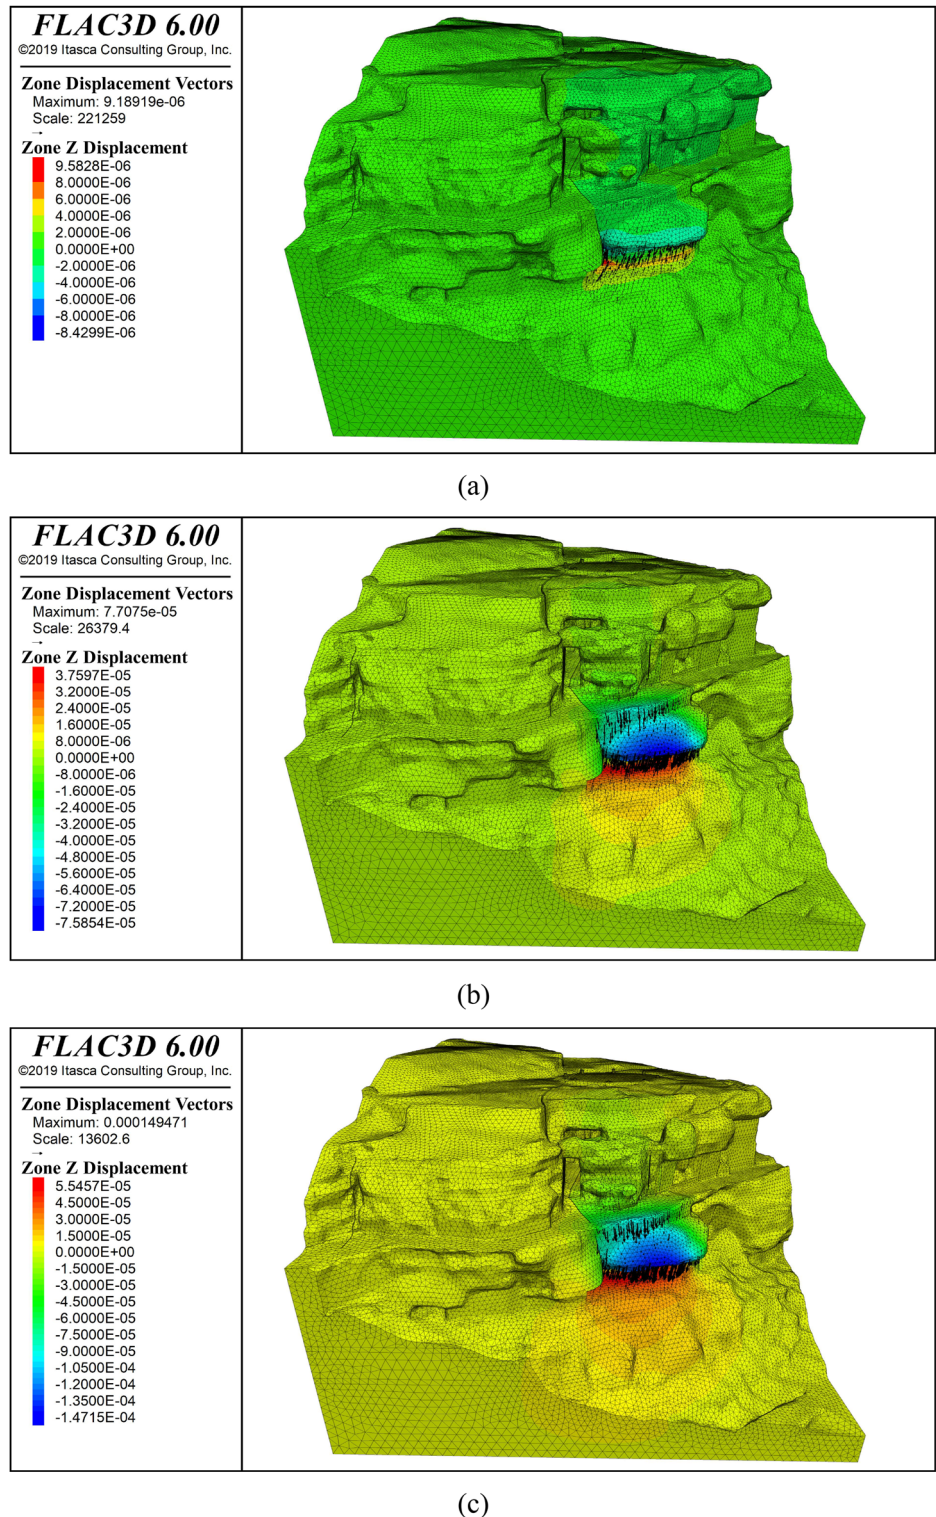 FLAC3D 6.00
©2019 Itasca Consulting Group, Inc.
Zone Displacement Vectors
Maximum: 9.18919e-06
Scale: 221259
Zone Z Displacement
9.5828E-06
8.0000E-06
6.0000E-06
4.0000E-06
2.0000E-06
0.0000E+00
-2.0000E-06
-4.0000E-06
-6.0000E-06
-8.0000E-06
-8.4299E-06
(a)
FLAC3D 6.00
©2019 Itasca Consulting Group, Inc.
Zone Displacement Vectors
Maximum: 7.7075e-05
Scale: 26379.4
Zone Z Displacement
3.7597E-05
3.2000E-05
2.4000E-05
1.6000E-05
8.0000E-06
0.0000E+00
-8.0000E-06
-1.6000E-05
-2.4000E-05
-3.2000E-05
-4.0000E-05
-4.8000E-05
-5.6000E-05
-6.4000E-05
-7.2000E-05
-7.5854E-05
(b)
FLAC3D 6.00
©2019 Itasca Consulting Group, Inc.
Zone Displacement Vectors
Maximum: 0.000149471
Scale: 13602.6
Zone Z Displacement
5.5457E-05
4.5000E-05
3.0000E-05
1.5000E-05
0.0000E+00
-1.5000E-05
-3.0000E-05
-4.5000E-05
-6.0000E-05
-7.5000E-05
-9.0000E-05
-1.0500E-04
-1.2000E-04
-1.3500E-04
-1.4715E-04
(c)